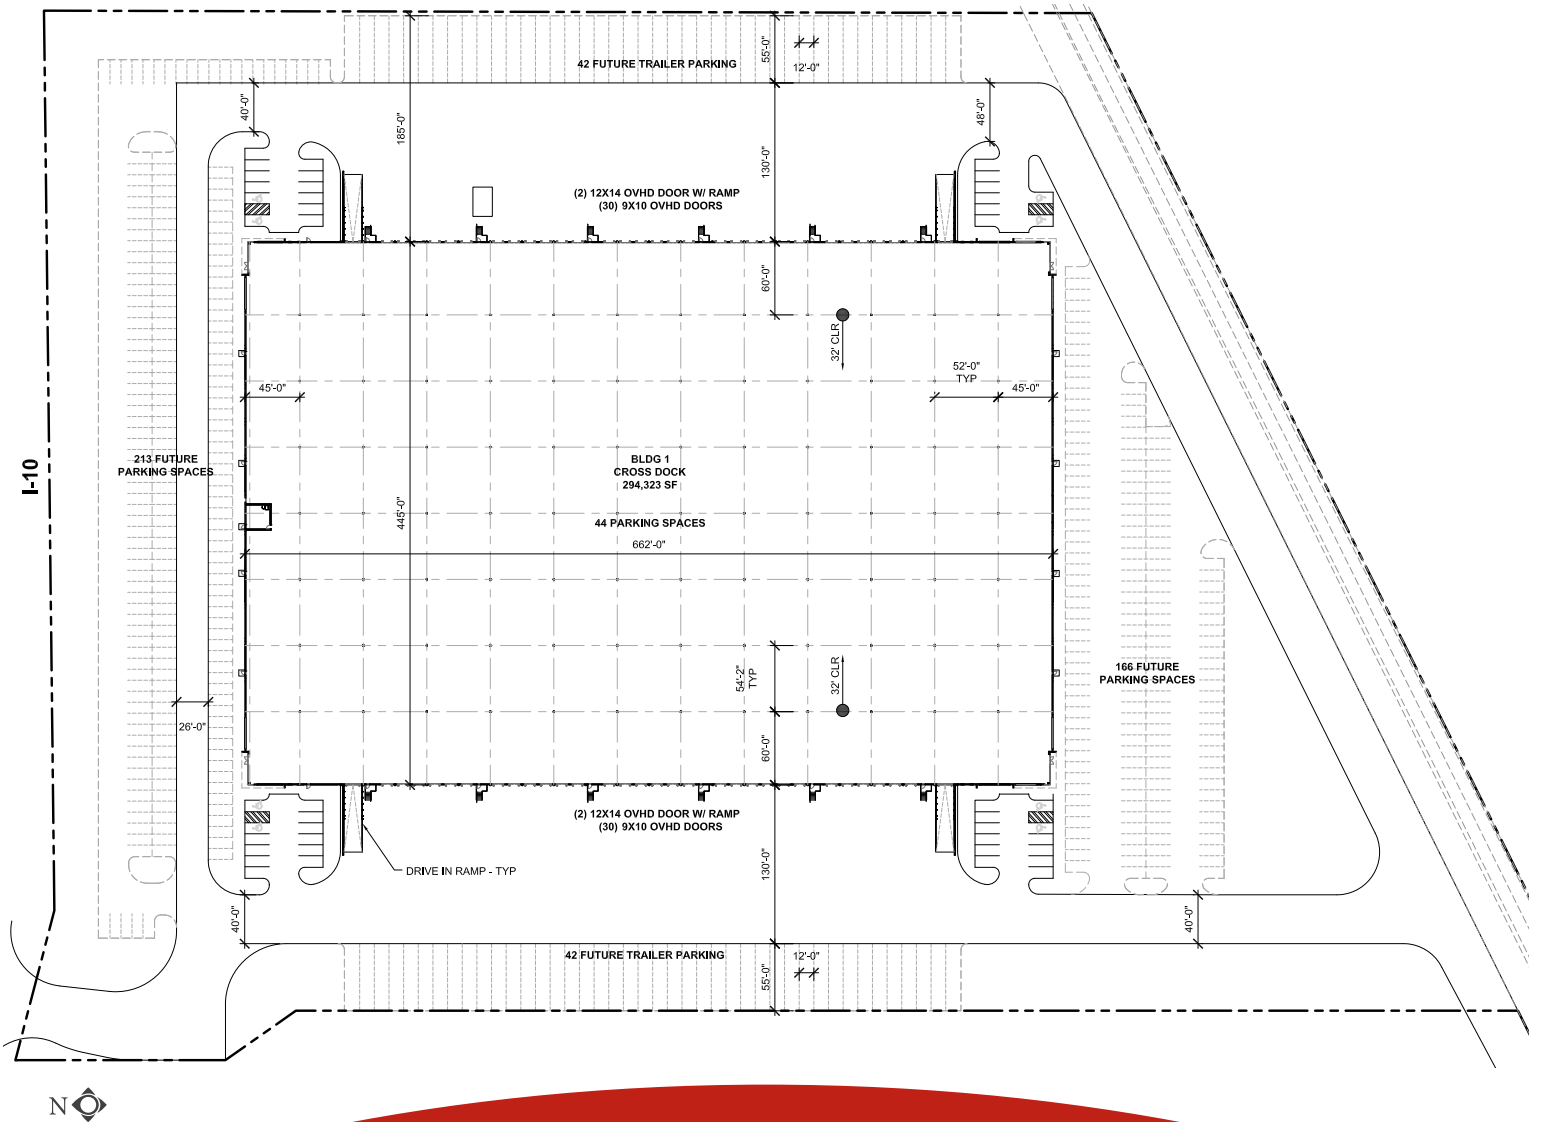 55'-0"
12'-0"
42 FUTURE TRAILER PARKING
40'-0"
185'-0"
48'-0"
130'-0"
(2) 12X14 OVHD DOOR W/ RAMP
(30) 9X10 OVHD DOORS
60'-0"
32' CLR
52'-0"
TYP
45'-0"
45'-0"
I-10
213 FUTURE
PARKING SPACES
BLDG 1
CROSS DOCK
294,323 SF
445'-0"
44 PARKING SPACES
662'-0"
54'-2"
TYP
32' CLR
166 FUTURE
PARKING SPACES
26'-0"
60'-0"
(2) 12X14 OVHD DOOR W/ RAMP
(30) 9X10 OVHD DOORS
DRIVE IN RAMP - TYP
130'-0"
40'-0"
40'-0"
42 FUTURE TRAILER PARKING
12'-0"
55'-0"
N